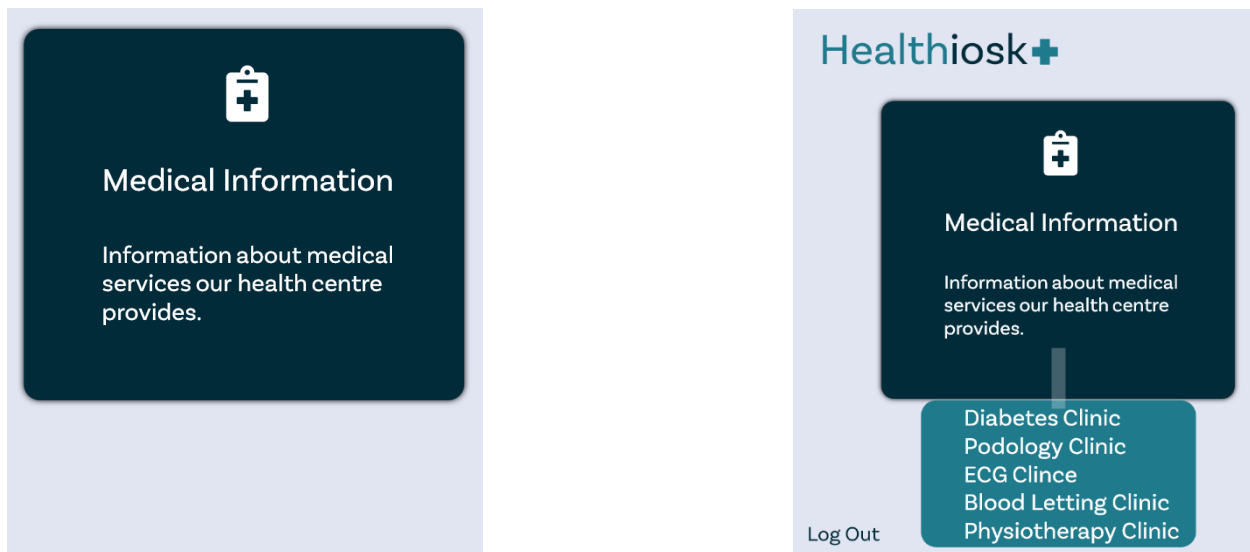 Medical Information
Information about medical
services our health centre
provides.
Healthiosk
Medical Information
Information about medical
services our health centre
provides.
Diabetes Clinic
Podology Clinic
ECG Clince
Blood Letting Clinic
Physiotherapy Clinic
Log Out